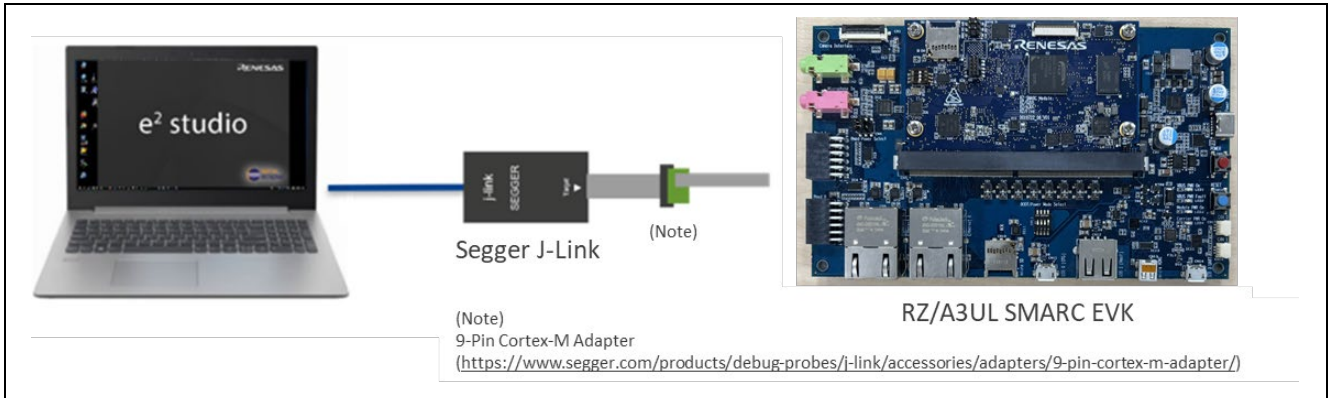 RENESAS
e² studio
j-link
SEGGER
Target
(Note)
Segger J-Link
RENESAS
RZ/A3UL SMARC EVK
(Note)
9-Pin Cortex-M Adapter
(https://www.segger.com/products/debug-probes/j-link/accessories/adapters/9-pin-cortex-m-adapter/)